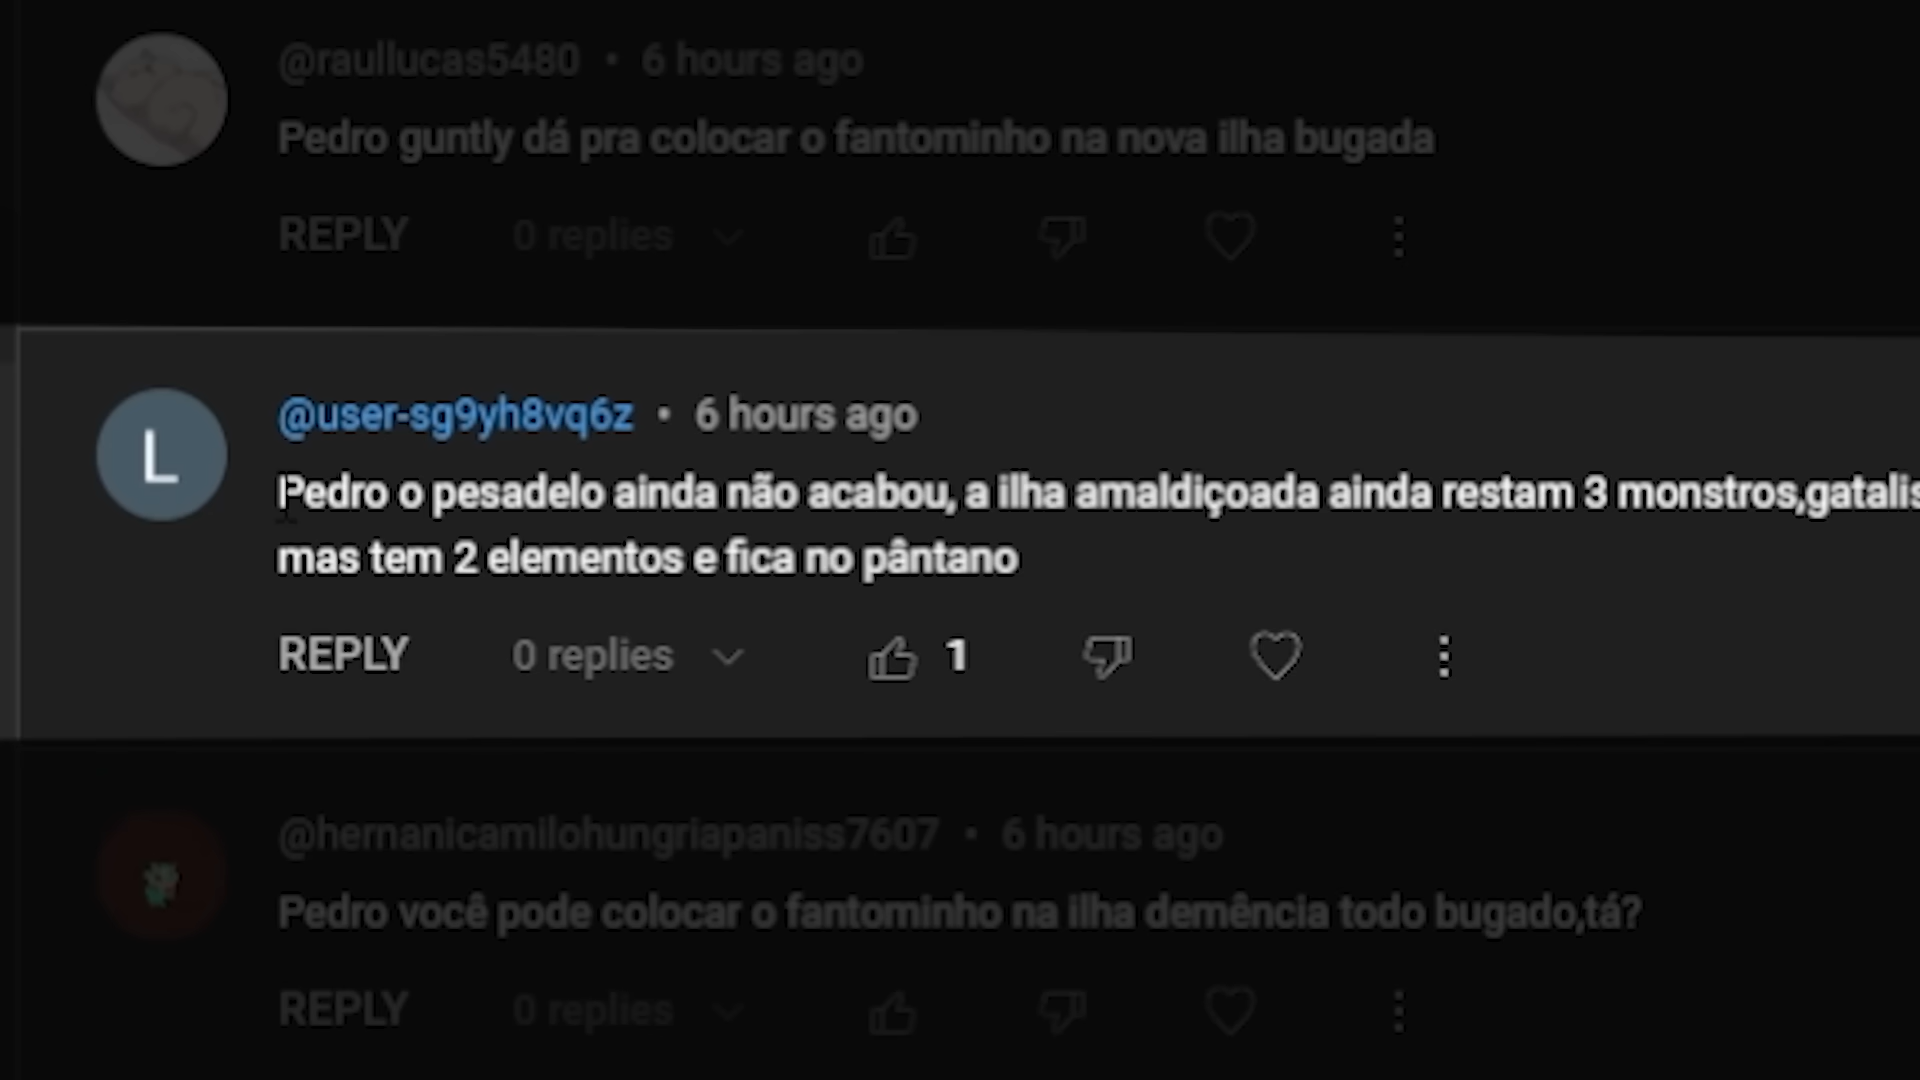 @raullucas5480 • 6 hours ago
Pedro guntly dá pra colocar o fantominho na nova ilha bugada
REPLY 0 replies
L
@user-sg9yh8vq6z • 6 hours ago
Pedro o pesadelo ainda não acabou, a ilha amaldiçoada ainda restam 3 monstros,gatalis
mas tem 2 elementos e fica no pântano
REPLY 0 replies 1
@hernanicamilohungriapaniss7607 • 6 hours ago
Pedro você pode colocar o fantominho na ilha demência todo bugado,tá?
REPLY 0 replies